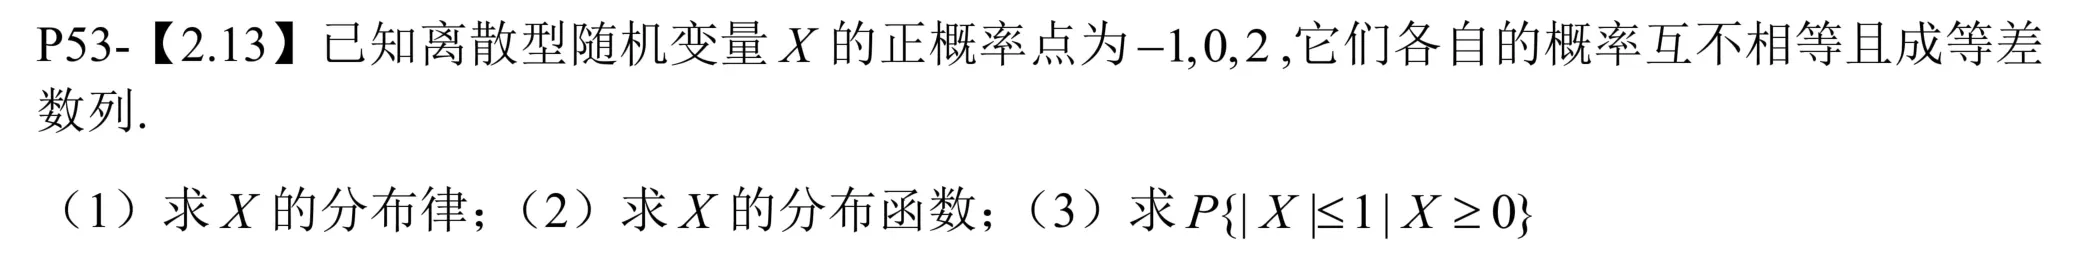 P53-【2.13】已知离散型随机变量 X 的正概率点为 −1,0,2 ,它们各自的概率互不相等且成等差
数列.
（1）求 X 的分布律;（2）求 X 的分布函数;（3）求 P{| X |≤ 1 | X ≥ 0}